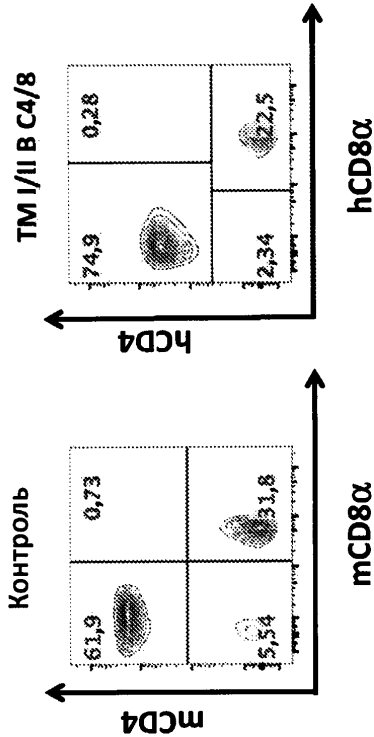 Контроль
61,9
0,73
5,54
31,8
mCD4
mCD8α
TM I/II B C4/8
74,9
0,28
2,34
22,5
hCD4
hCD8α